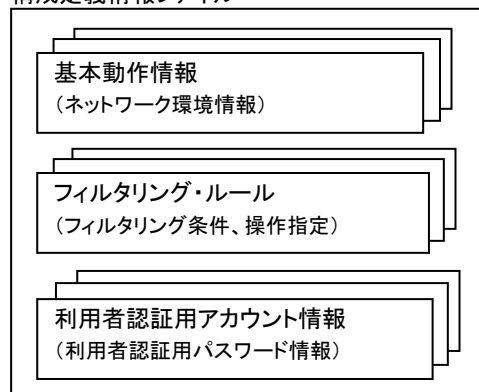 構成定義情報ファイル
基本動作情報
（ネットワーク環境情報）
フィルタリング・ルール
（フィルタリング条件、操作指定）
利用者認証用アカウント情報
（利用者認証用パスワード情報）